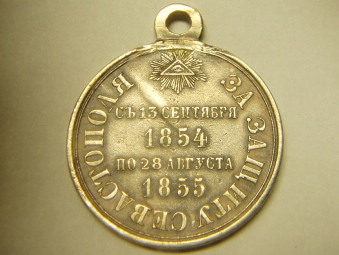 ЗА ЗАЩИТУ СЕВАСТОПОЛЯ
СЪ 13 СЕНТЯБРЯ
1854
ПО 28 АВГУСТА
1855